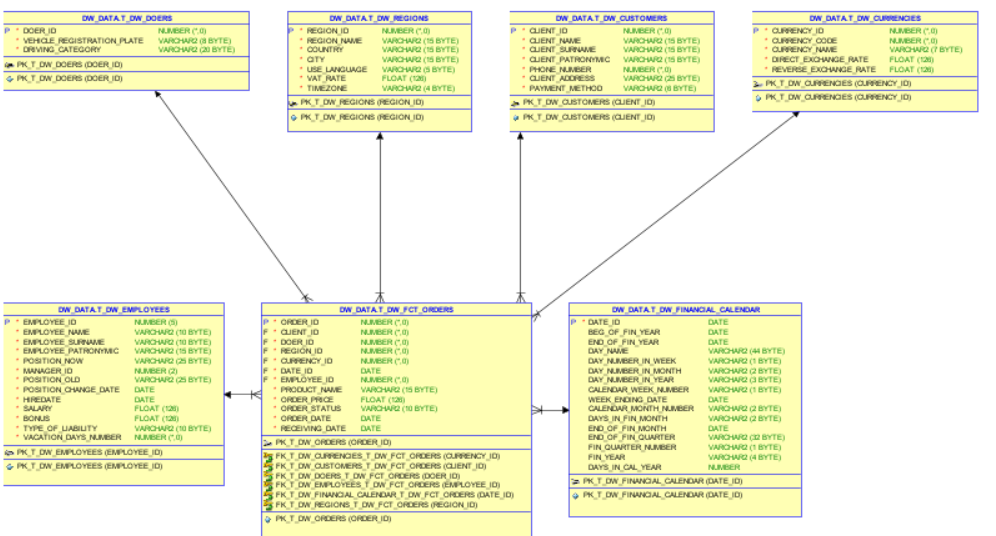 DW_DATA.T_DW_DOERS
P * DOER_ID NUMBER (*,0)
* VEHICLE_REGISTRATION_PLATE VARCHAR2 (8 BYTE)
* DRIVING_CATEGORY VARCHAR2 (20 BYTE)
PK_T_DW_DOERS (DOER_ID)
PK_T_DW_DOERS (DOER_ID)
DW_DATA.T_DW_REGIONS
P * REGION_ID NUMBER (*,0)
* REGION_NAME VARCHAR2 (15 BYTE)
* COUNTRY VARCHAR2 (15 BYTE)
* CITY VARCHAR2 (15 BYTE)
* USE_LANGUAGE VARCHAR2 (5 BYTE)
* VAT_RATE FLOAT (126)
* TIMEZONE VARCHAR2 (4 BYTE)
PK_T_DW_REGIONS (REGION_ID)
PK_T_DW_REGIONS (REGION_ID)
DW_DATA.T_DW_CUSTOMERS
P * CLIENT_ID NUMBER (*,0)
* CLIENT_NAME VARCHAR2 (15 BYTE)
* CLIENT_SURNAME VARCHAR2 (15 BYTE)
* CLIENT_PATRONYMIC VARCHAR2 (15 BYTE)
* PHONE_NUMBER NUMBER (*,0)
* CLIENT_ADDRESS VARCHAR2 (25 BYTE)
* PAYMENT_METHOD VARCHAR2 (8 BYTE)
PK_T_DW_CUSTOMERS (CLIENT_ID)
PK_T_DW_CUSTOMERS (CLIENT_ID)
DW_DATA.T_DW_CURRENCIES
P * CURRENCY_ID NUMBER (*,0)
* CURRENCY_CODE NUMBER (*,0)
* CURRENCY_NAME VARCHAR2 (7 BYTE)
* DIRECT_EXCHANGE_RATE FLOAT (126)
* REVERSE_EXCHANGE_RATE FLOAT (126)
PK_T_DW_CURRENCIES (CURRENCY_ID)
PK_T_DW_CURRENCIES (CURRENCY_ID)
DW_DATA.T_DW_EMPLOYEES
P * EMPLOYEE_ID NUMBER (5)
* EMPLOYEE_NAME VARCHAR2 (10 BYTE)
* EMPLOYEE_SURNAME VARCHAR2 (10 BYTE)
* EMPLOYEE_PATRONYMIC VARCHAR2 (15 BYTE)
* POSITION_NOW VARCHAR2 (25 BYTE)
* MANAGER_ID NUMBER (2)
* POSITION_OLD VARCHAR2 (25 BYTE)
* POSITION_CHANGE_DATE DATE
* HIREDATE DATE
* SALARY FLOAT (126)
* BONUS FLOAT (126)
* TYPE_OF_LIABILITY VARCHAR2 (10 BYTE)
* VACATION_DAYS_NUMBER NUMBER (*,0)
PK_T_DW_EMPLOYEES (EMPLOYEE_ID)
PK_T_DW_EMPLOYEES (EMPLOYEE_ID)
DW_DATA.T_DW_FCT_ORDERS
P * ORDER_ID NUMBER (*,0)
F * CLIENT_ID NUMBER (*,0)
F * DOER_ID NUMBER (*,0)
F * REGION_ID NUMBER (*,0)
F * CURRENCY_ID NUMBER (*,0)
F * DATE_ID DATE
F * EMPLOYEE_ID NUMBER (*,0)
* PRODUCT_NAME VARCHAR2 (15 BYTE)
* ORDER_PRICE FLOAT (126)
* ORDER_STATUS VARCHAR2 (10 BYTE)
* ORDER_DATE DATE
* RECEIVING_DATE DATE
PK_T_DW_ORDERS (ORDER_ID)
FK_T_DW_CURRENCIES_T_DW_FCT_ORDERS (CURRENCY_ID)
FK_T_DW_CUSTOMERS_T_DW_FCT_ORDERS (CLIENT_ID)
FK_T_DW_DOERS_T_DW_FCT_ORDERS (DOER_ID)
FK_T_DW_EMPLOYEES_T_DW_FCT_ORDERS (EMPLOYEE_ID)
FK_T_DW_FINANCIAL_CALENDAR_T_DW_FCT_ORDERS (DATE_ID)
FK_T_DW_REGIONS_T_DW_FCT_ORDERS (REGION_ID)
PK_T_DW_ORDERS (ORDER_ID)
DW_DATA.T_DW_FINANCIAL_CALENDAR
P * DATE_ID DATE
BEG_OF_FIN_YEAR DATE
END_OF_FIN_YEAR DATE
DAY_NAME VARCHAR2 (44 BYTE)
DAY_NUMBER_IN_WEEK VARCHAR2 (1 BYTE)
DAY_NUMBER_IN_MONTH VARCHAR2 (2 BYTE)
DAY_NUMBER_IN_YEAR VARCHAR2 (3 BYTE)
CALENDAR_WEEK_NUMBER VARCHAR2 (1 BYTE)
WEEK_ENDING_DATE DATE
CALENDAR_MONTH_NUMBER VARCHAR2 (2 BYTE)
DAYS_IN_FIN_MONTH VARCHAR2 (2 BYTE)
END_OF_FIN_MONTH DATE
END_OF_FIN_QUARTER VARCHAR2 (32 BYTE)
FIN_QUARTER_NUMBER VARCHAR2 (1 BYTE)
FIN_YEAR VARCHAR2 (4 BYTE)
DAYS_IN_CAL_YEAR NUMBER
PK_T_DW_FINANCIAL_CALENDAR (DATE_ID)
PK_T_DW_FINANCIAL_CALENDAR (DATE_ID)